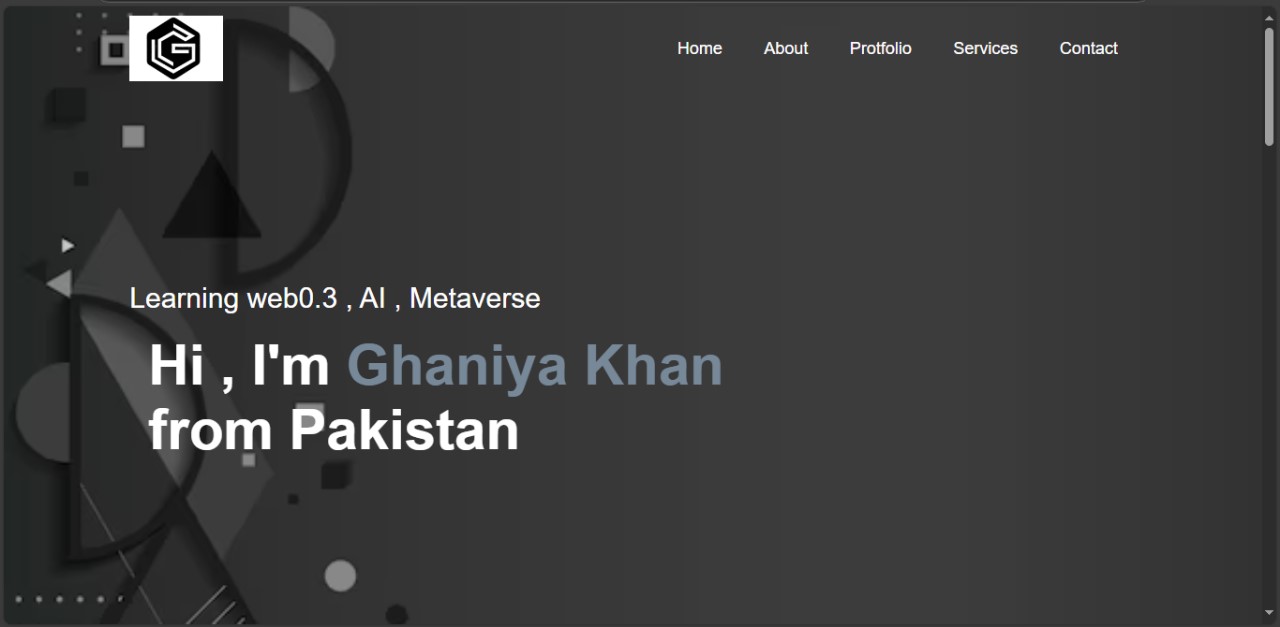 G
Home About Protfolio Services Contact
Learning web0.3 , AI , Metaverse
Hi , I'm Ghaniya Khan
from Pakistan